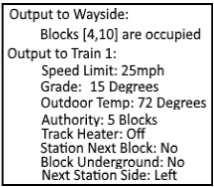 Output to Wayside:
Blocks [4,10] are occupied
Output to Train 1:
Speed Limit: 25mph
Grade: 15 Degrees
Outdoor Temp: 72 Degrees
Authority: 5 Blocks
Track Heater: Off
Station Next Block: No
Block Underground: No
Next Station Side: Left